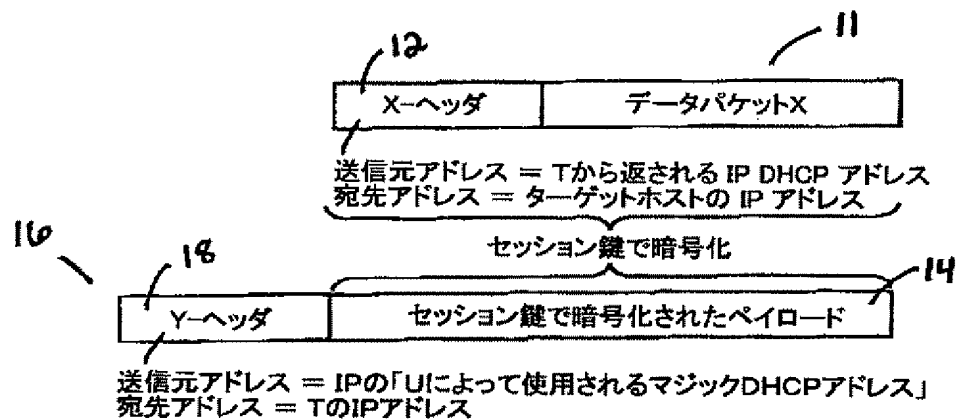 12
11
X-ヘッダ データパケットX
送信元アドレス = Tから返される IP DHCP アドレス
宛先アドレス = ターゲットホストの IP アドレス
セッション鍵で暗号化
16
18
14
Y-ヘッダ セッション鍵で暗号化されたペイロード
送信元アドレス = IPの「Uによって使用されるマジックDHCPアドレス」
宛先アドレス = TのIPアドレス